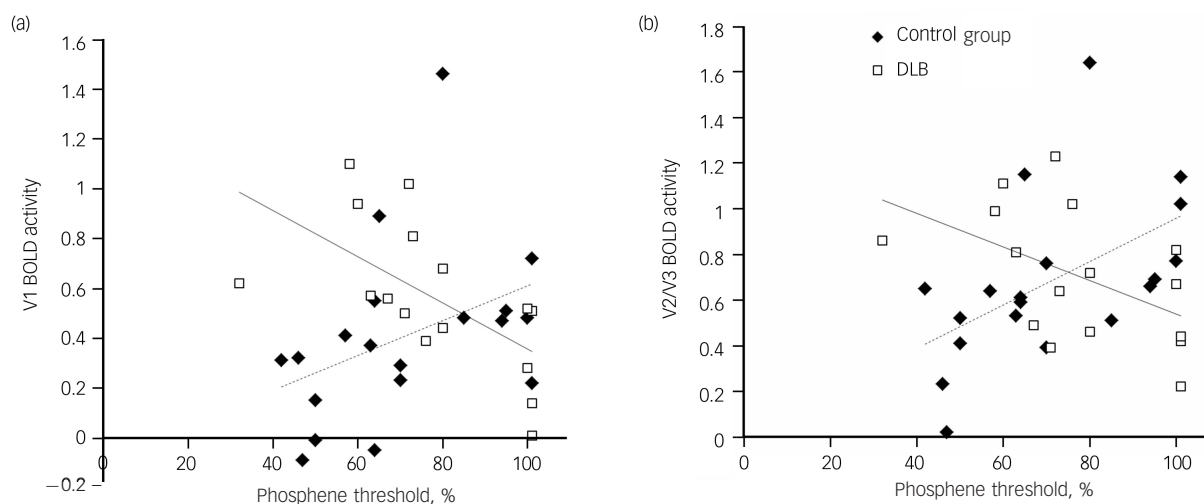 (a)
1.6
1.4
1.2
1
0.8
0.6
0.4
0.2
0
−0.2
V1 BOLD activity
0 20 40 60 80 100
Phosphene threshold, %
(b)
1.8
1.6
1.4
1.2
1
0.8
0.6
0.4
0.2
0
V2/V3 BOLD activity
Control group
DLB
0 20 40 60 80 100
Phosphene threshold, %